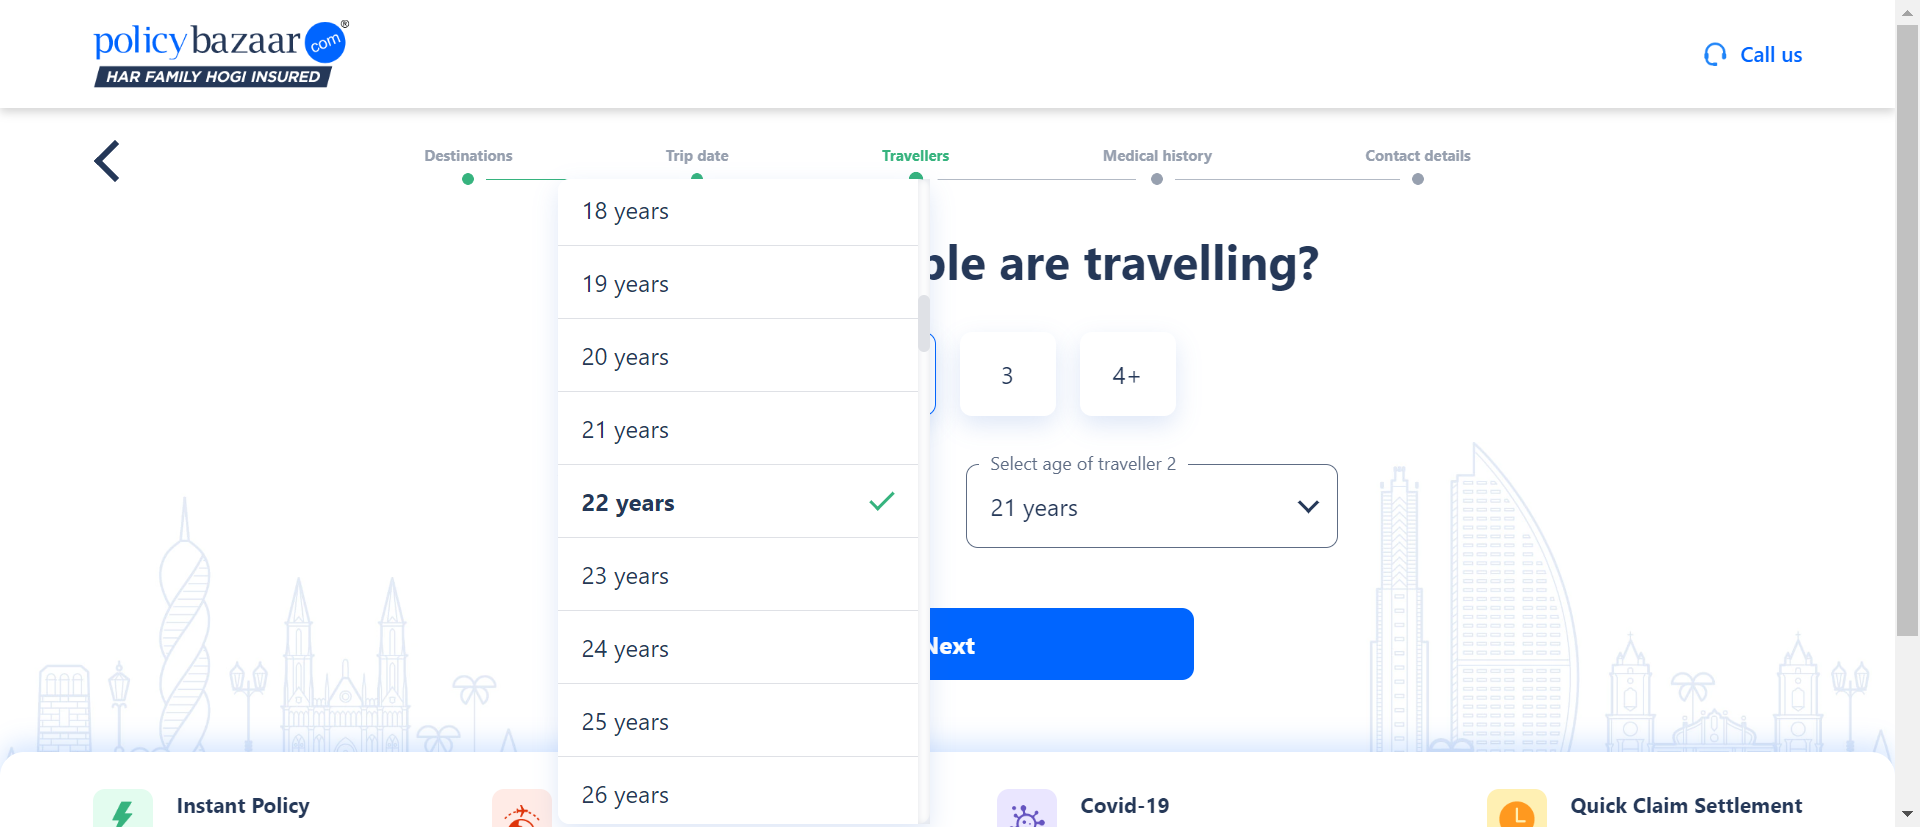 policybazaar com ®
HAR FAMILY HOGI INSURED
Call us
Destinations
Trip date
Travellers
Medical history
Contact details
ple are travelling?
3
4+
18 years
19 years
20 years
21 years
22 years
23 years
24 years
25 years
26 years
Select age of traveller 2
21 years
Next
Instant Policy
Covid-19
Quick Claim Settlement